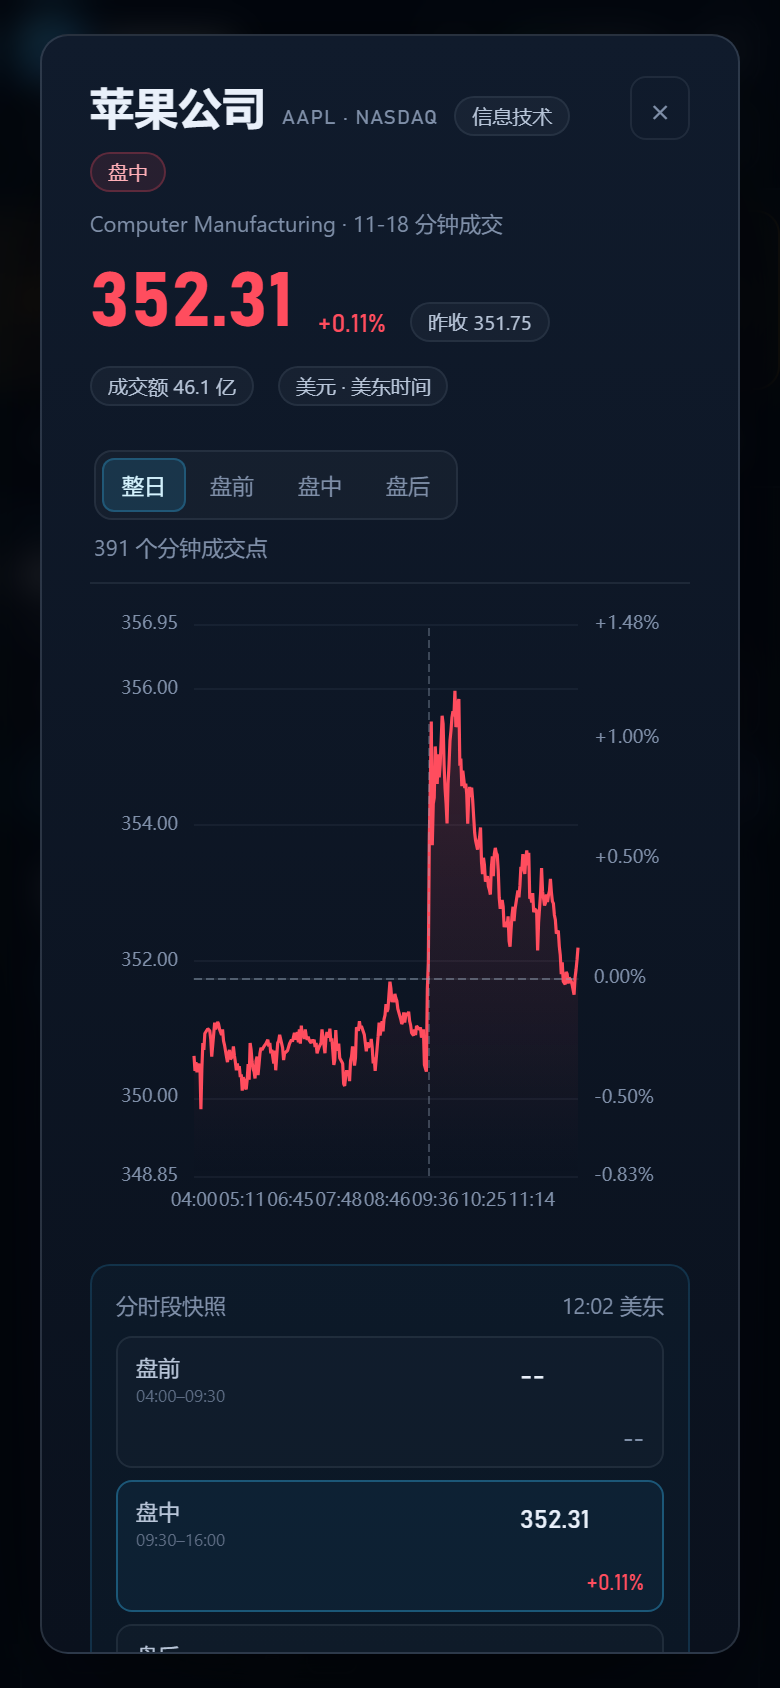 苹果公司 AAPL · NASDAQ 信息技术 ×
盘中
Computer Manufacturing · 11-18 分钟成交
352.31 +0.11% 昨收 351.75
成交额 46.1 亿 美元 · 美东时间
整日 盘前 盘中 盘后
391 个分钟成交点
356.95 +1.48%
356.00
+1.00%
354.00
+0.50%
352.00
0.00%
350.00 -0.50%
348.85 -0.83%
04:00 05:11 06:45 07:48 08:46 09:36 10:25 11:14
分时段快照 12:02 美东
盘前 --
04:00–09:30
--
盘中 352.31
09:30–16:00
+0.11%
盘后